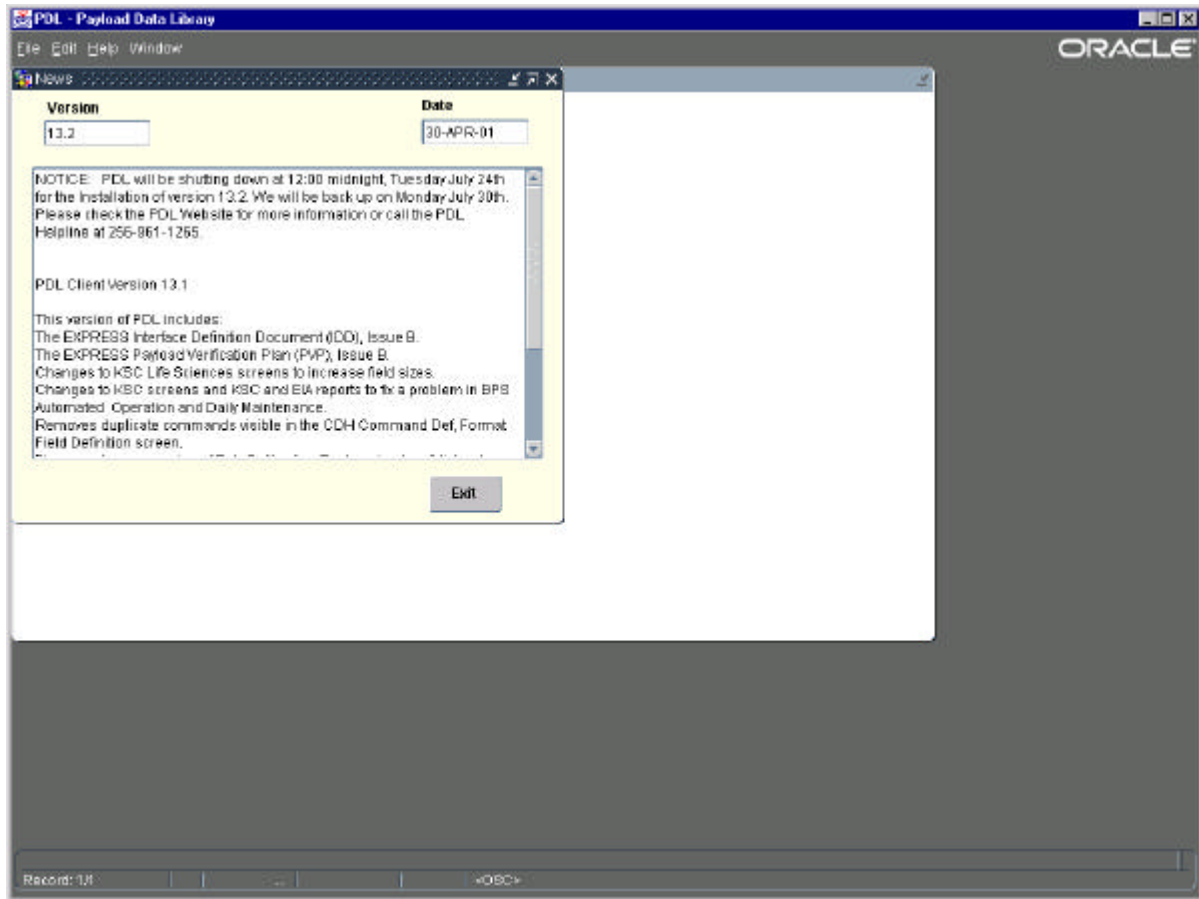 PDL - Payload Data Library
File Edit Help Window
ORACLE
News
Version
Date
13.2
30-APR-01
NOTICE: PDL will be shutting down at 12:00 midnight, Tuesday July 24th
for the Installation of version 13.2. We will be back up on Monday July 30th.
Please check the PDL Website for more information or call the PDL
Helpline at 256-961-1265.
PDL Client Version 13.1
This version of PDL includes:
The EXPRESS Interface Definition Document (IDD), Issue B.
The EXPRESS Payload Verification Plan (PVP), Issue B.
Changes to KSC Life Sciences screens to increase field sizes.
Changes to KSC screens and KSC and EIA reports to fix a problem in BPS
Automated Operation and Daily Maintenance.
Removes duplicate commands visible in the CDH Command Def, Format
Field Definition screen.
Exit
Record: 1/1
...
<OSC>